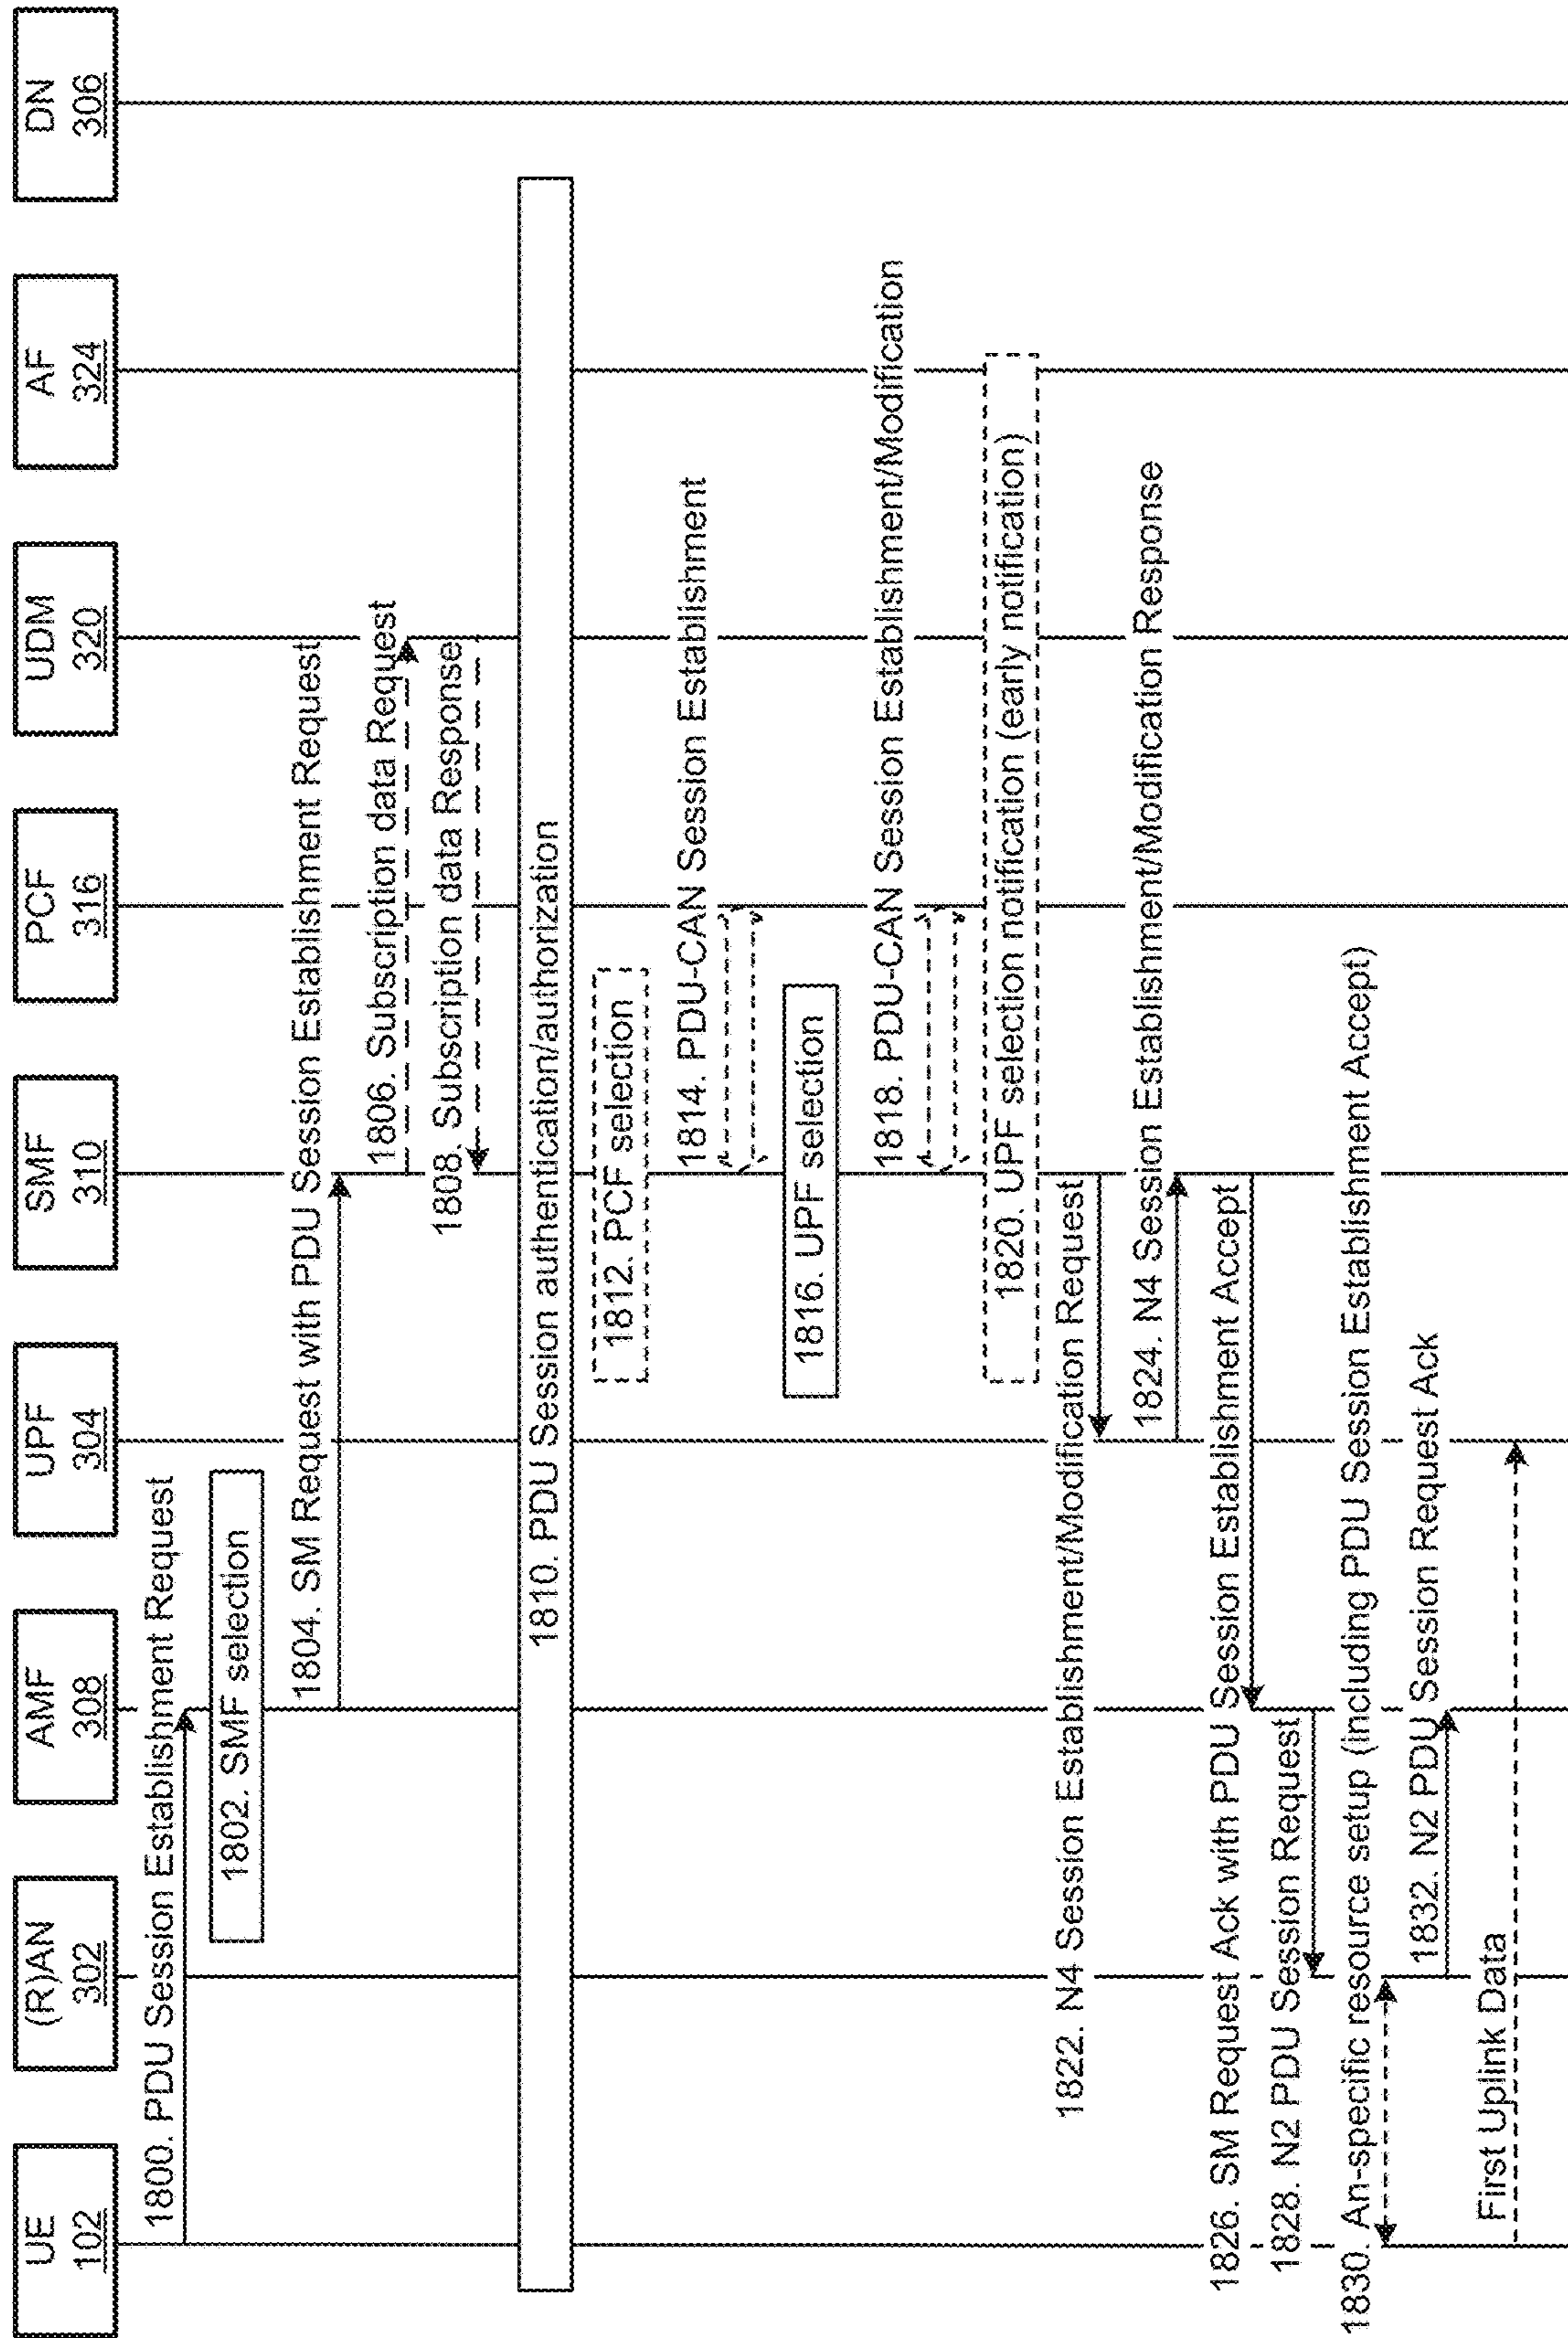 UE
102
(R)AN
302
AMF
308
UPF
304
SMF
310
PCF
316
UDM
320
AF
324
DN
306
1800. PDU Session Establishment Request
1802. SMF selection
1804. SM Request with PDU Session Establishment Request
1806. Subscription data Request
1808. Subscription data Response
1810. PDU Session authentication/authorization
1812. PCF selection
1814. PDU-CAN Session Establishment
1816. UPF selection
1818. PDU-CAN Session Establishment/Modification
1820. UPF selection notification (early notification)
1822. N4 Session Establishment/Modification Request
1824. N4 Session Establishment/Modification Response
1826. SM Request Ack with PDU Session Establishment Accept
1828. N2 PDU Session Request
1830. An-specific resource setup (including PDU Session Establishment Accept)
1832. N2 PDU Session Request Ack
First Uplink Data